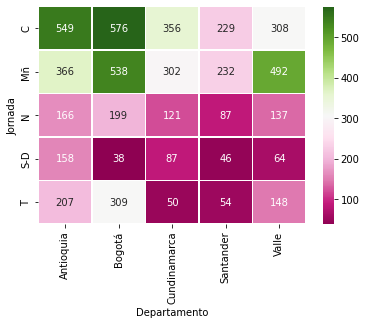 C 549 576 356 229 308
Mñ 366 538 302 232 492
N 166 199 121 87 137
S-D 158 38 87 46 64
T 207 309 50 54 148
Jornada
Antioquia Bogotá Cundinamarca Santander Valle
Departamento
500
400
300
200
100